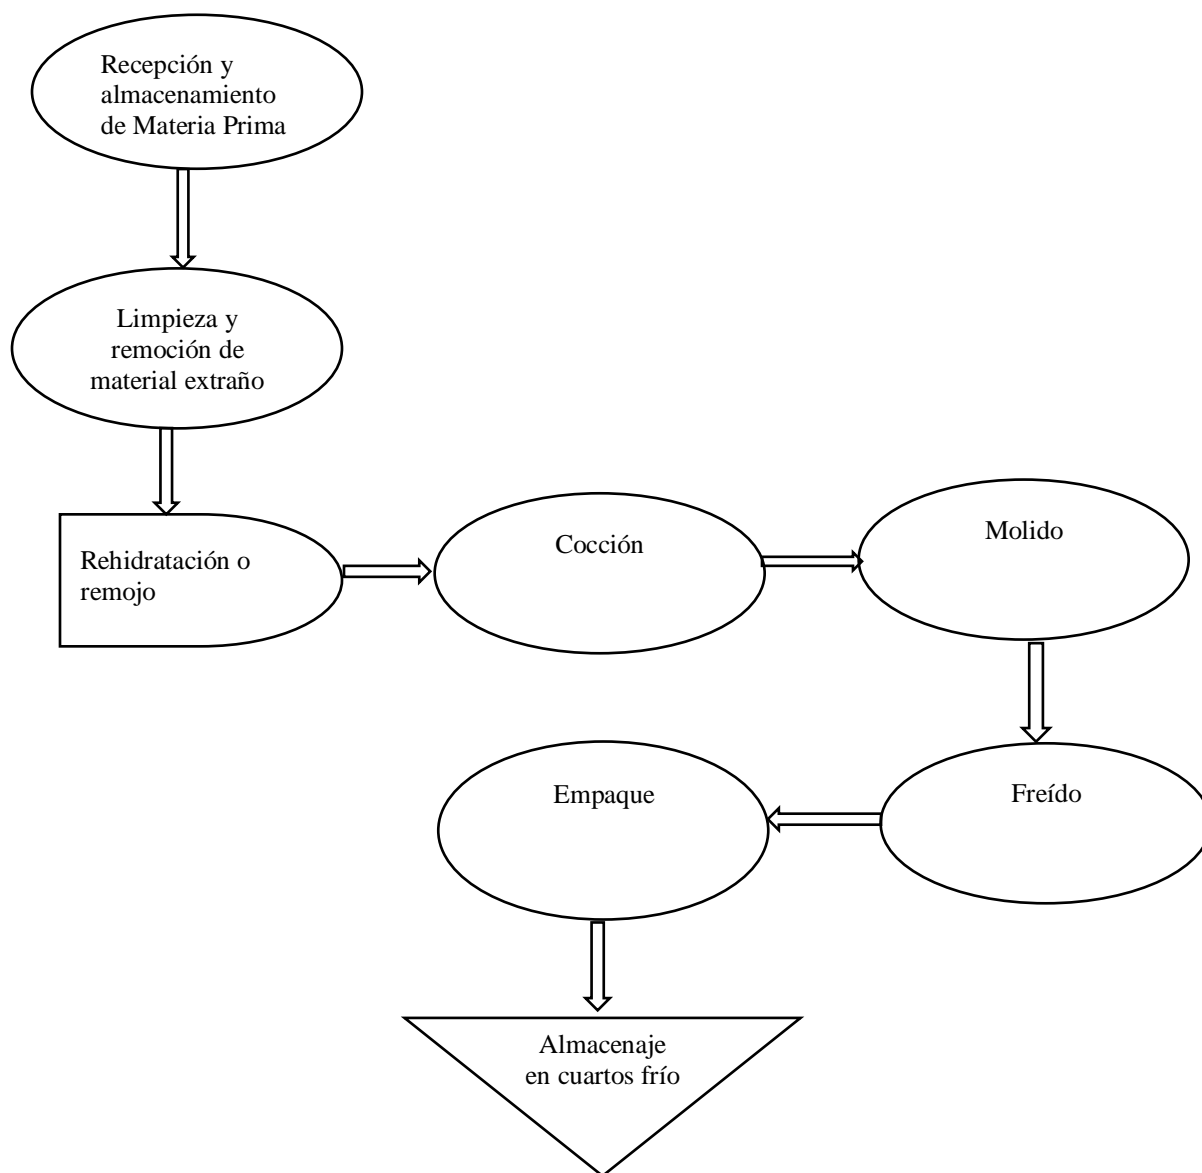 Recepción y
almacenamiento
de Materia Prima
Limpieza y
remoción de
material extraño
Rehidratación o
remojo
Cocción
Molido
Freído
Empaque
Almacenaje
en cuartos frío